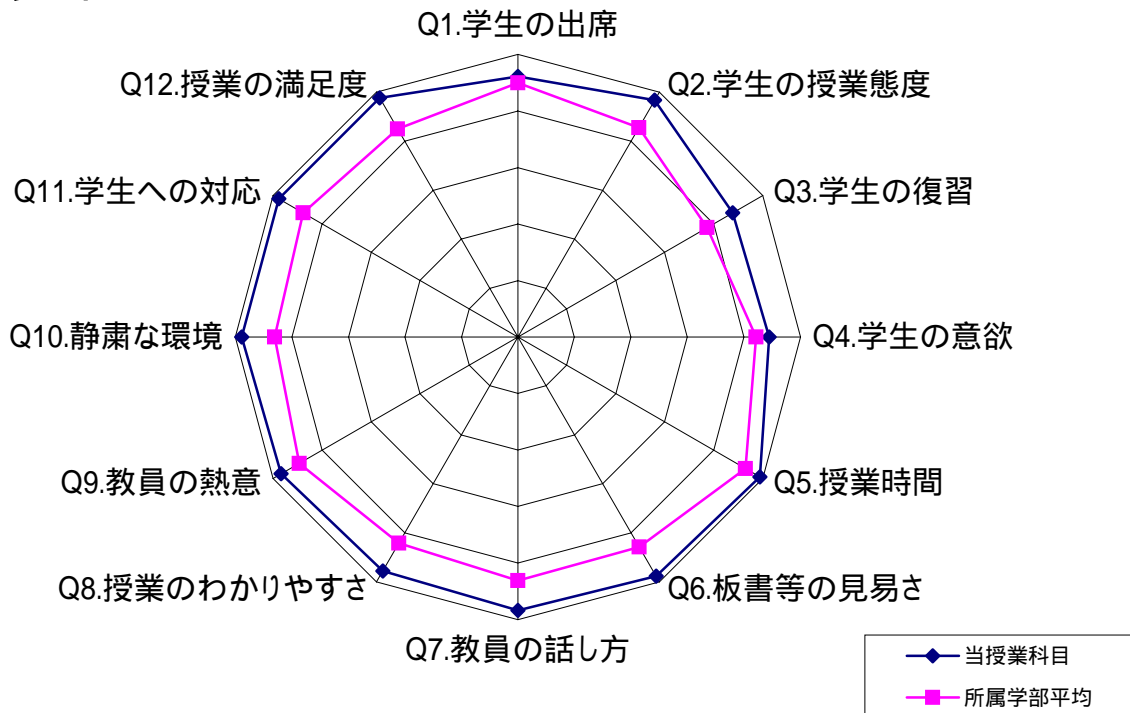 Q1.学生の出席
Q2.学生の授業態度
Q3.学生の復習
Q4.学生の意欲
Q5.授業時間
Q6.板書等の見易さ
Q7.教員の話し方
Q8.授業のわかりやすさ
Q9.教員の熱意
Q10.静粛な環境
Q11.学生への対応
Q12.授業の満足度
当授業科目
所属学部平均